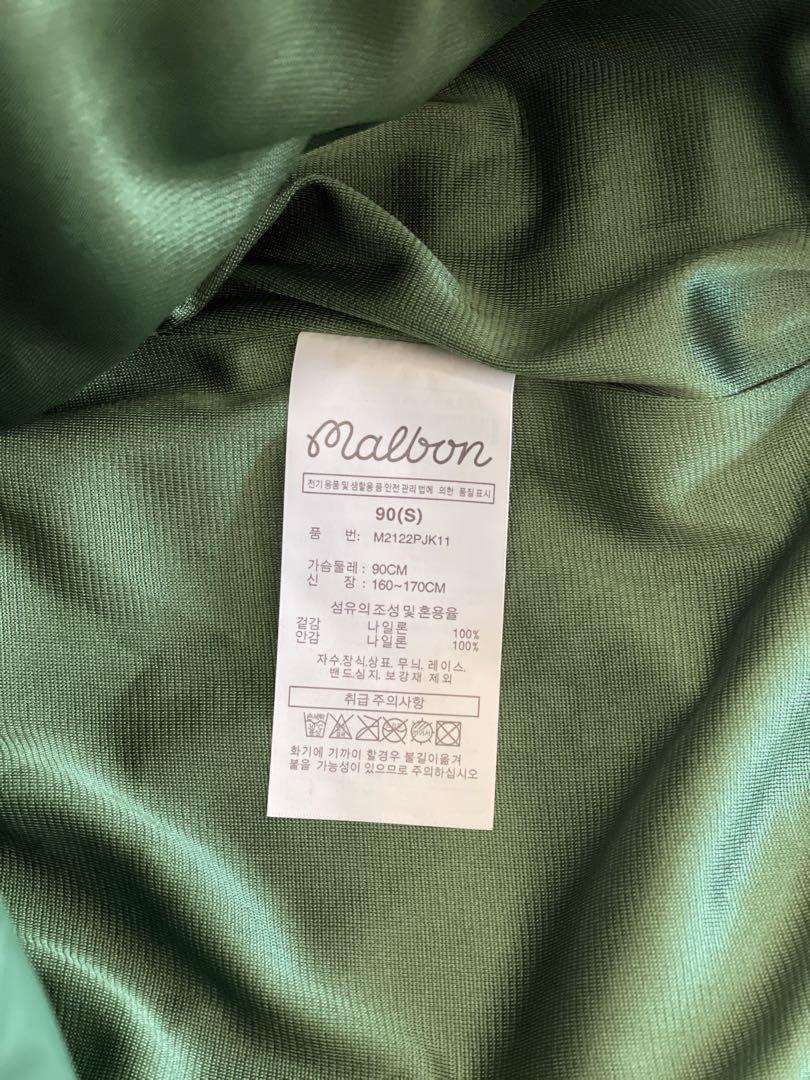 Malbon
전기용품및생활용품안전관리법에 의한 품질표시
90(S)
품 번: M2122PJK11
가슴둘레 : 90CM
신 장 : 160~170CM
섬유의 조성 및 혼용율
겉감 나일론 100%
안감 나일론 100%
자수.장식.상표. 무늬. 레이스.
밴드.심지. 보강재 제외
취급 주의사항
화기에 기까이 할경우 불길이옮겨
붙을 가능성이 있으므로 주의하십시오